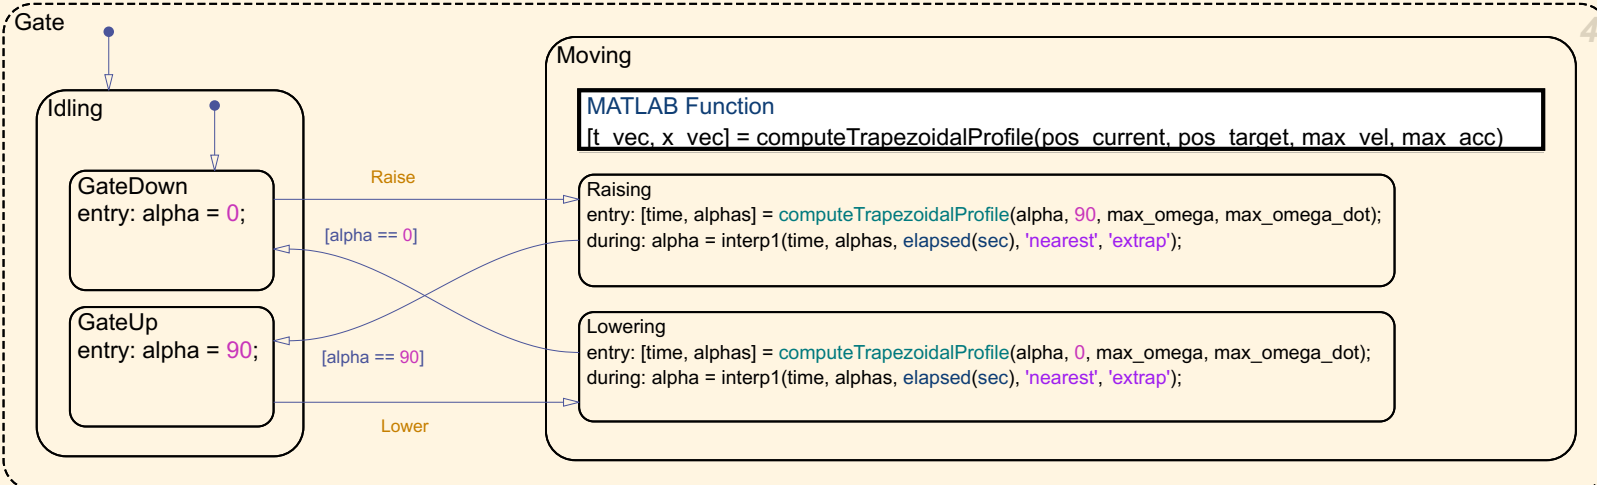 Gate
4
Moving
Idling
MATLAB Function
[t_vec, x_vec] = computeTrapezoidalProfile(pos_current, pos_target, max_vel, max_acc)
GateDown
entry: alpha = 0;
Raise
Raising
entry: [time, alphas] = computeTrapezoidalProfile(alpha, 90, max_omega, max_omega_dot);
during: alpha = interp1(time, alphas, elapsed(sec), 'nearest', 'extrap');
[alpha == 0]
GateUp
entry: alpha = 90;
[alpha == 90]
Lowering
entry: [time, alphas] = computeTrapezoidalProfile(alpha, 0, max_omega, max_omega_dot);
during: alpha = interp1(time, alphas, elapsed(sec), 'nearest', 'extrap');
Lower